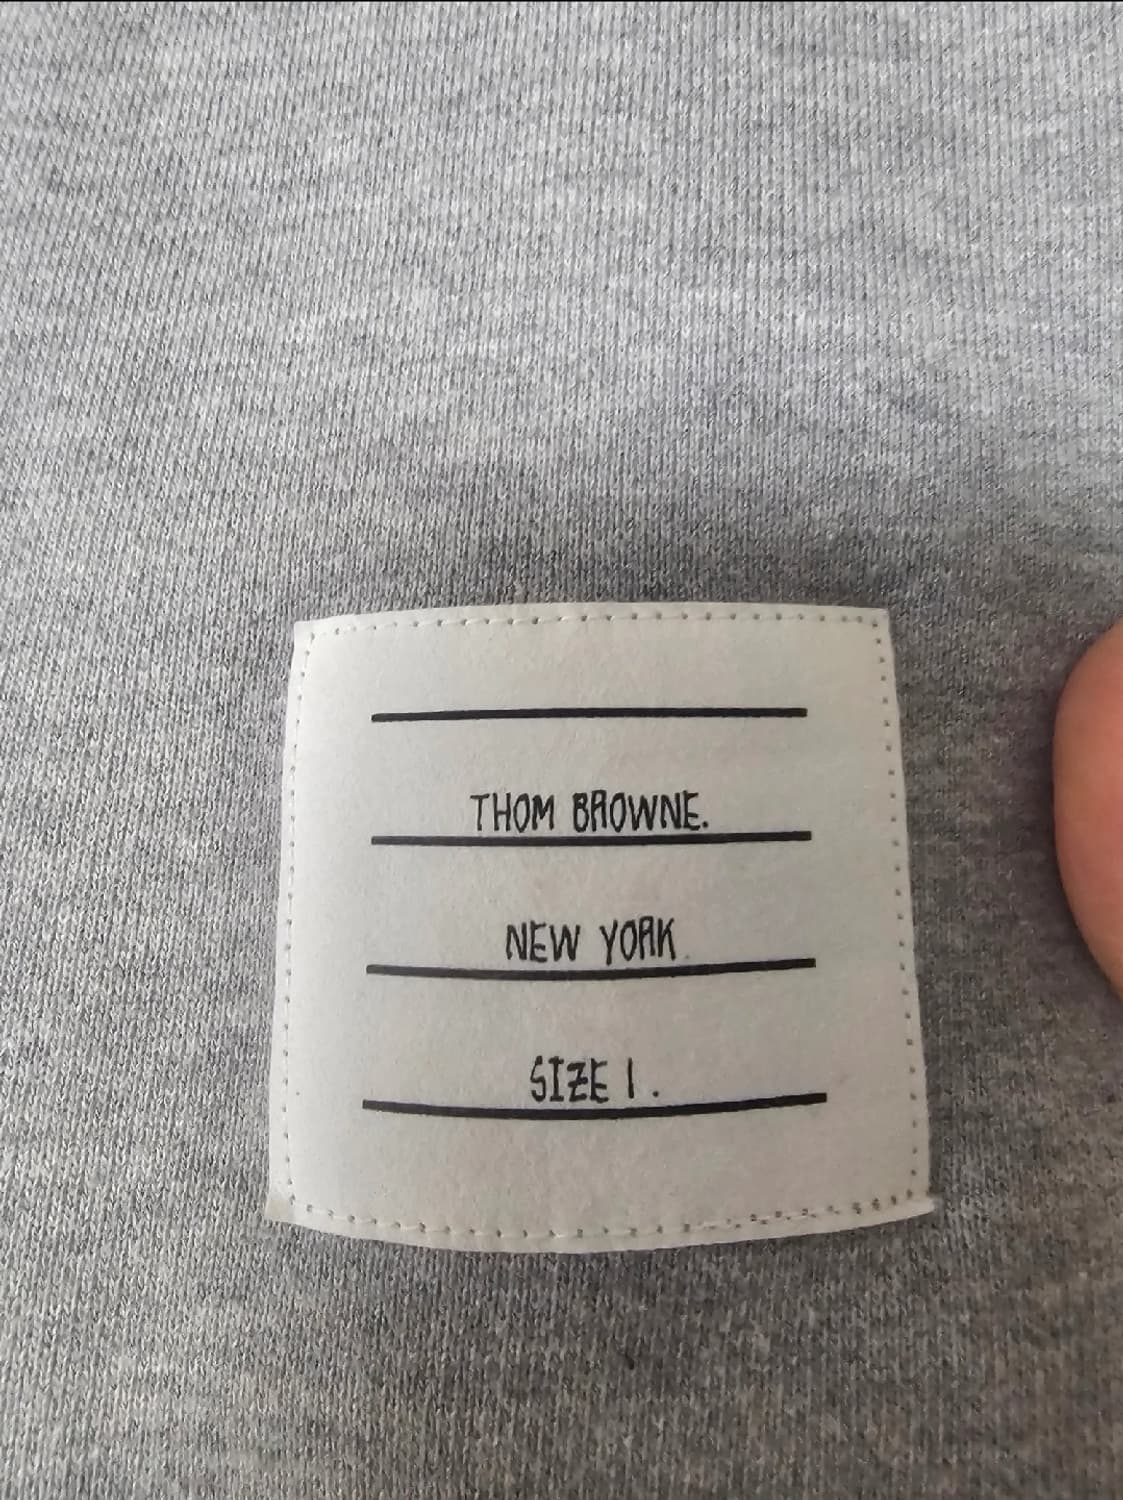 THOM BROWNE.
NEW YORK.
SIZE 1.